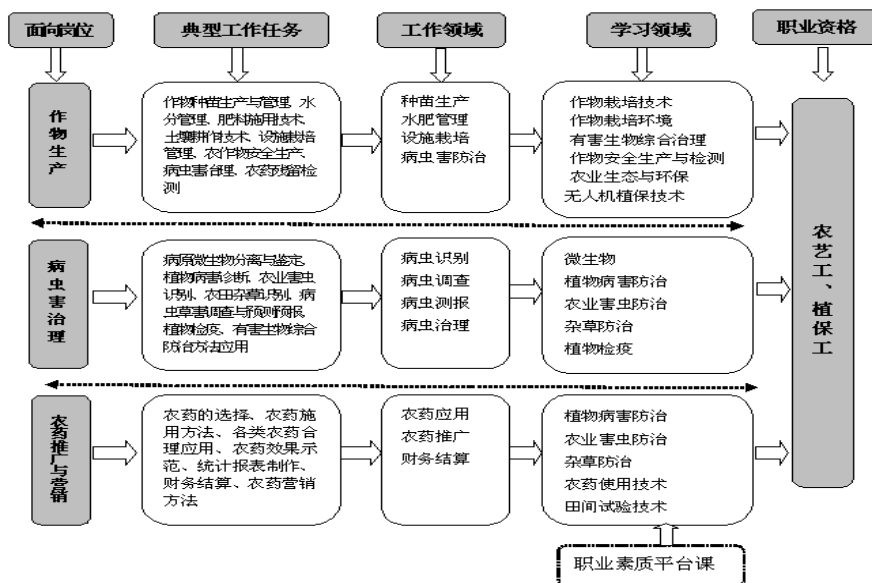 面向岗位
典型工作任务
工作领域
学习领域
职业资格
作物生产
作物种苗生产与管理、水
分管理、肥料施用技术、
土壤耕作技术、设施栽培
管理、农作物安全生产、
病虫害治理、农药残留检
测
种苗生产
水肥管理
设施栽培
病虫害防治
作物栽培技术
作物栽培环境
有害生物综合治理
作物安全生产与检测
农业生态与环保
无人机植保技术
农艺工、植保工
病虫害治理
病原微生物分离与鉴定、
植物病害诊断、农业害虫
识别、农田杂草识别、病
虫草害调查与预测预报、
植物检疫、有害生物综合
防治方法应用
病虫识别
病虫调查
病虫测报
病虫治理
微生物
植物病害防治
农业害虫防治
杂草防治
植物检疫
农药推广与营销
农药的选择、农药施
用方法、各类农药合
理应用、农药效果示
范、统计报表制作、
财务结算、农药营销
方法
农药应用
农药推广
财务结算
植物病害防治
农业害虫防治
杂草防治
农药使用技术
田间试验技术
职业素质平台课